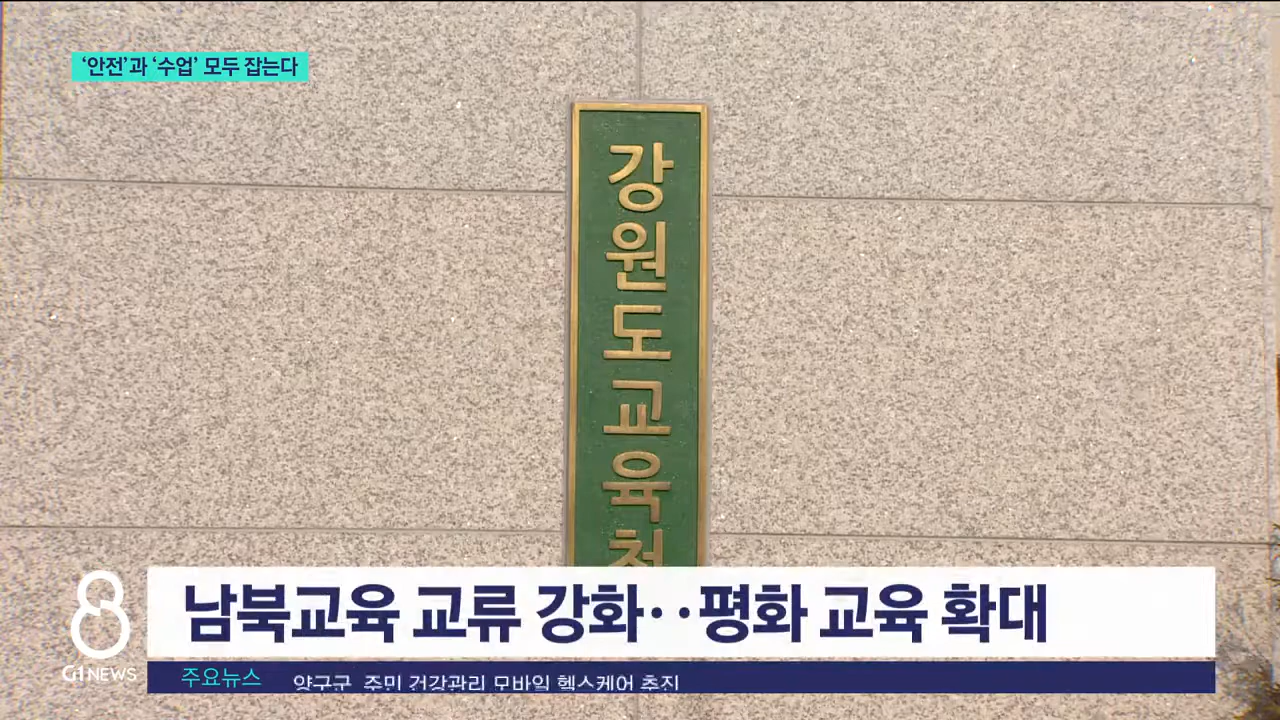 ‘안전’과 ‘수업’ 모두 잡는다
강원도교육청
남북교육 교류 강화··평화 교육 확대
8
G1 NEWS
주요뉴스
양구군, 주민 건강관리 모바일 헬스케어 추진